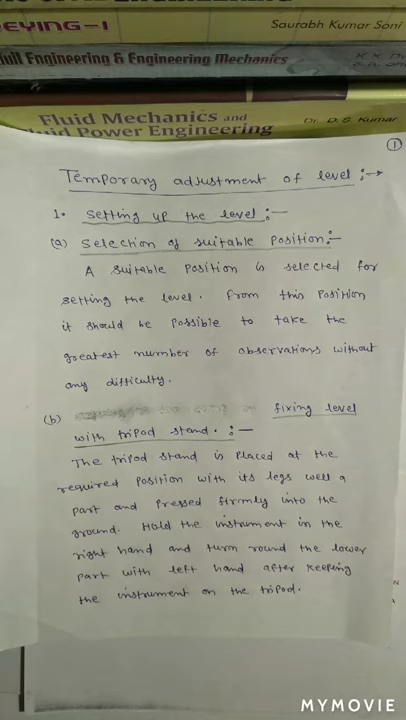 EYING-I
Saurabh Kumar Soni
Civil Engineering & Engineering Mechanics
Fluid Mechanics and
Fluid Power Engineering
Dr. D. S. Kumar
1
Temporary adjustment of level :→
1. Setting up the level :—
(a) Selection of suitable position :—
A suitable position is selected for
setting the level. From this position
it should be possible to take the
greatest number of observations without
any difficulty.
(b) fixing level
with tripod stand. :—
The tripod stand is placed at the
required position with its legs well a
part and pressed firmly into the
ground. Hold the instrument in the
right hand and turn round the lower
part with left hand after keeping
the instrument on the tripod.
MYMOVIE